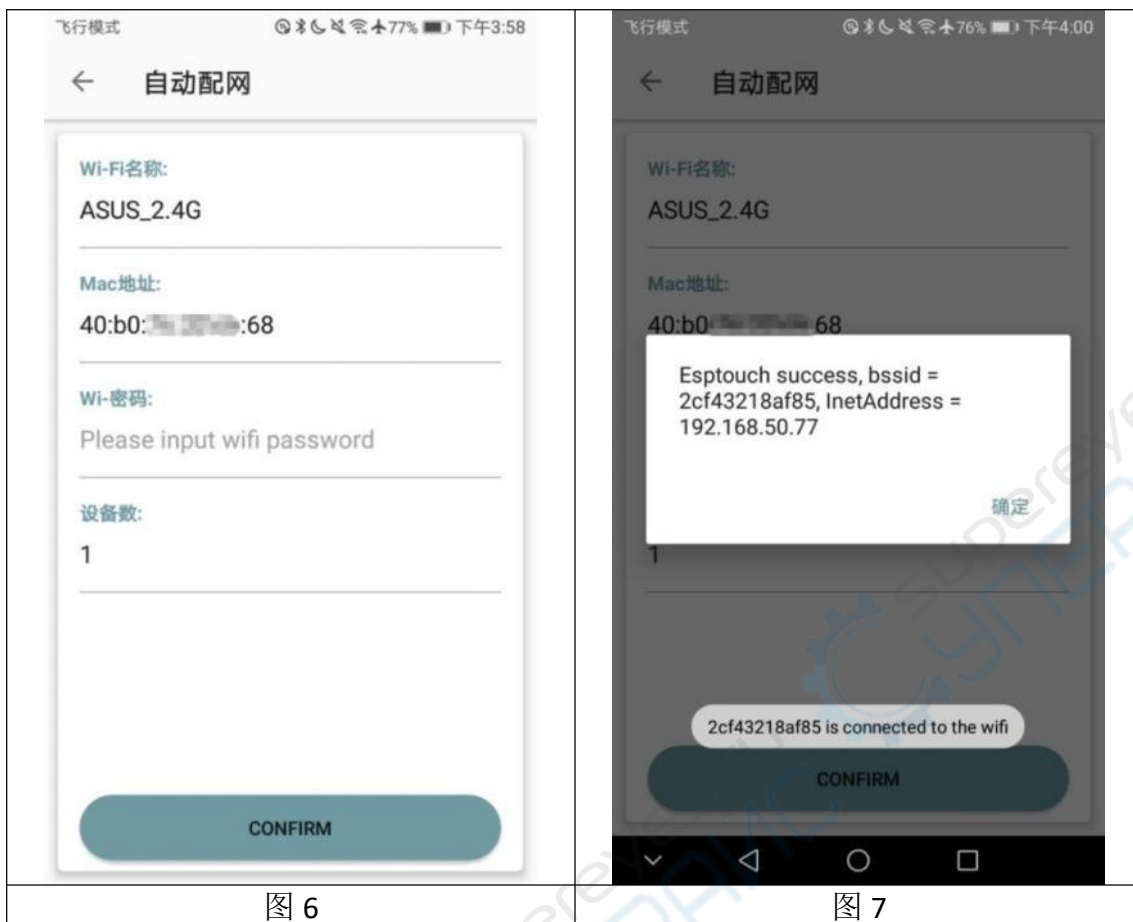 飞行模式
77%
下午3:58
自动配网
Wi-Fi名称:
ASUS_2.4G
Mac地址:
40:b0:
:68
Wi-密码:
Please input wifi password
设备数:
1
CONFIRM
图 6
飞行模式
76%
下午4:00
自动配网
Wi-Fi名称:
ASUS_2.4G
Mac地址:
40:b0
68
Esptouch success, bssid =
2cf43218af85, InetAddress =
192.168.50.77
确定
1
2cf43218af85 is connected to the wifi
CONFIRM
图 7